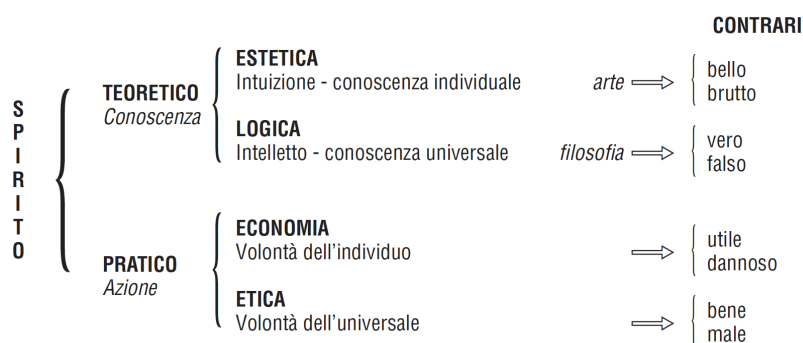 CONTRARI
SPIRITO
TEORETICO
Conoscenza
ESTETICA
Intuizione - conoscenza individuale
arte
bello
brutto
LOGICA
Intelletto - conoscenza universale
filosofia
vero
falso
PRATICO
Azione
ECONOMIA
Volontà dell'individuo
utile
dannoso
ETICA
Volontà dell'universale
bene
male